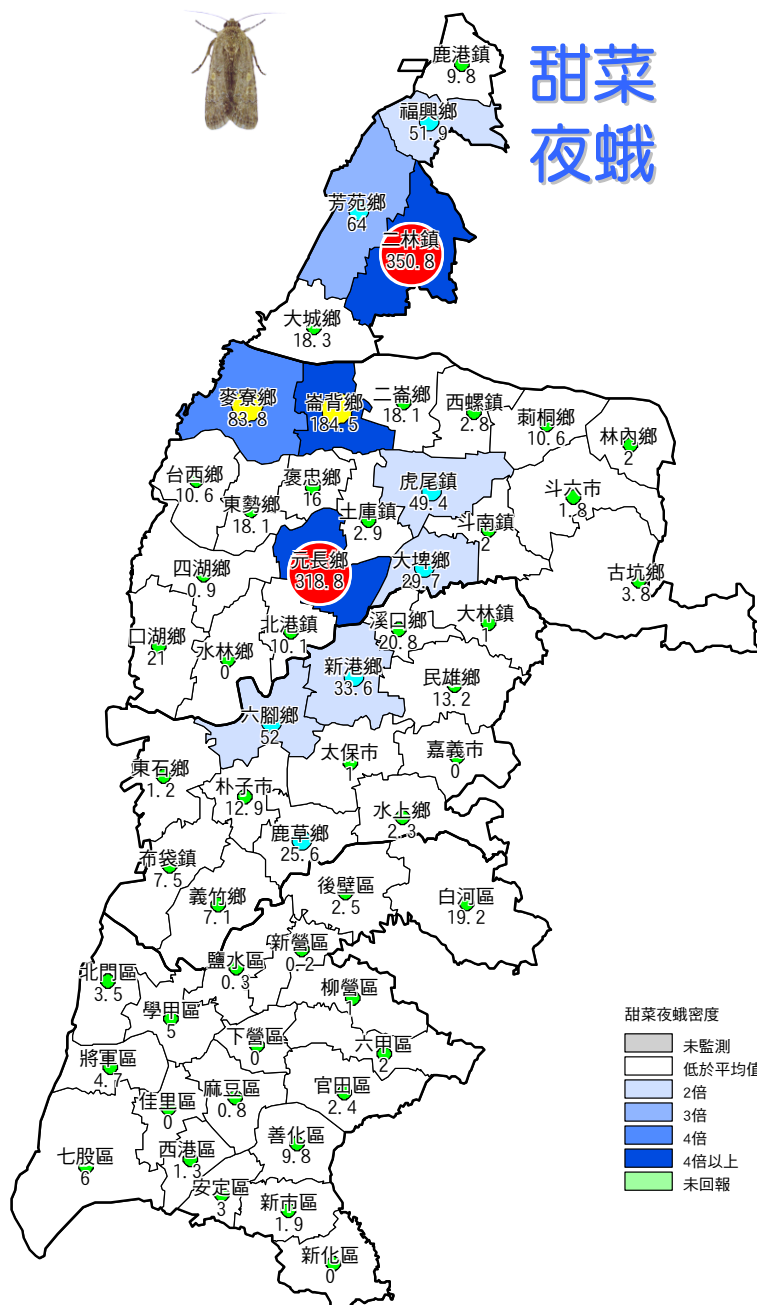 甜菜
夜蛾
鹿港鎮
9.8
福興鄉
51.9
芳苑鄉
64
二林鎮
350.8
大城鄉
18.3
麥寮鄉
83.8
崙背鄉
184.5
二崙鄉
18.1
西螺鎮
2.8
莿桐鄉
10.6
林內鄉
2
台西鄉
10.6
東勢鄉
18.1
褒忠鄉
16
土庫鎮
2.9
虎尾鎮
49.4
斗南鎮
2
斗六市
1.8
四湖鄉
0.9
元長鄉
318.8
大埤鄉
29.7
古坑鄉
3.8
口湖鄉
21
水林鄉
0
北港鎮
10.1
溪口鄉
20.8
大林鎮
1
新港鄉
33.6
民雄鄉
13.2
六腳鄉
52
太保市
1
嘉義市
0
東石鄉
1.2
朴子市
12.9
水上鄉
2.3
鹿草鄉
25.6
布袋鎮
7.5
義竹鄉
7.1
後壁區
2.5
白河區
19.2
新營區
0.2
鹽水區
0.3
北門區
3.5
學甲區
5
柳營區
1
下營區
0
六甲區
2
將軍區
4.7
佳里區
0
麻豆區
0.8
官田區
2.4
七股區
6
西港區
1.3
善化區
9.8
安定區
3
新市區
1.9
新化區
0
甜菜夜蛾密度
未監測
低於平均值
2倍
3倍
4倍
4倍以上
未回報